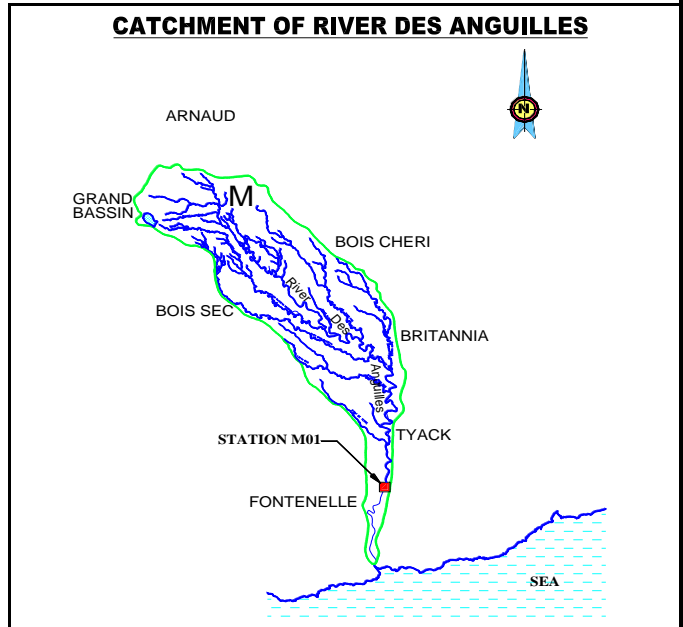 CATCHMENT OF RIVER DES ANGUILLES
N
ARNAUD
GRAND
BASSIN
M
BOIS CHERI
River
Des
Anguilles
BOIS SEC
BRITANNIA
TYACK
STATION M01
FONTENELLE
SEA